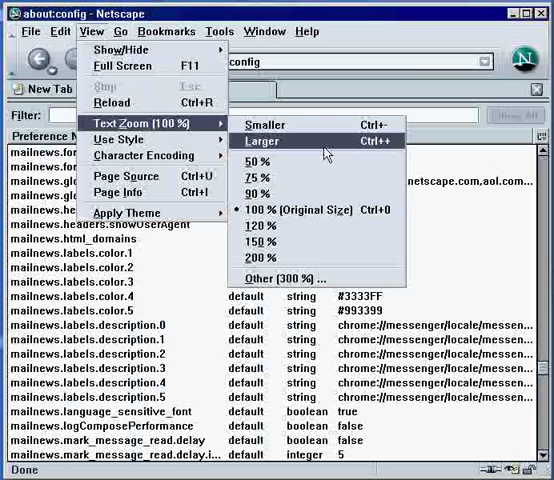 about:config - Netscape
File Edit View Go Bookmarks Tools Window Help
Show/Hide
Full Screen F11
config
Stop Esc
Reload Ctrl+R
New Tab
Text Zoom (100 %)
Use Style
Character Encoding
Page Source Ctrl+U
Page Info Ctrl+I
Apply Theme
Smaller Ctrl+-
Larger Ctrl++
50 %
75 %
90 %
100 % (Original Size) Ctrl+0
120 %
150 %
200 %
Other (300 %) ...
Filter: Show All
Preference N
mailnews.for
mailnews.for
mailnews.glo netscape.com,aol.com...
mailnews.glo
mailnews.hea
mailnews.headers.showUserAgent
mailnews.html_domains
mailnews.labels.color.1
mailnews.labels.color.2
mailnews.labels.color.3
mailnews.labels.color.4 default string #3333FF
mailnews.labels.color.5 default string #993399
mailnews.labels.description.0 default string chrome://messenger/locale/messen...
mailnews.labels.description.1 default string chrome://messenger/locale/messen...
mailnews.labels.description.2 default string chrome://messenger/locale/messen...
mailnews.labels.description.3 default string chrome://messenger/locale/messen...
mailnews.labels.description.4 default string chrome://messenger/locale/messen...
mailnews.labels.description.5 default string chrome://messenger/locale/messen...
mailnews.language_sensitive_font default boolean true
mailnews.logComposePerformance default boolean false
mailnews.mark_message_read.delay default boolean false
mailnews.mark_message_read.delay.i... default integer 5
Done